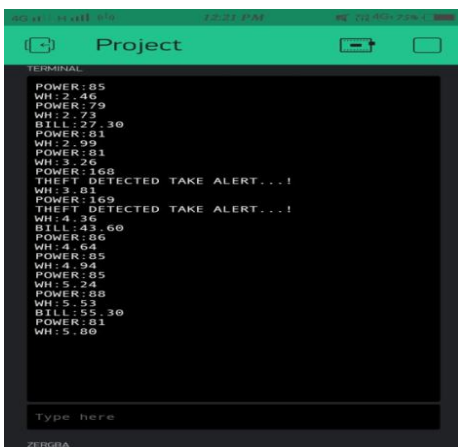 12:21 PM
Project
TERMINAL
POWER:85
WH:2.46
POWER:79
WH:2.73
BILL:27.30
POWER:81
WH:2.99
POWER:81
WH:3.26
POWER:168
THEFT DETECTED TAKE ALERT...!
WH:3.81
POWER:169
THEFT DETECTED TAKE ALERT...!
WH:4.36
BILL:43.60
POWER:86
WH:4.64
POWER:85
WH:4.94
POWER:85
WH:5.24
POWER:88
WH:5.53
BILL:55.30
POWER:81
WH:5.80
Type here
ZERGBA